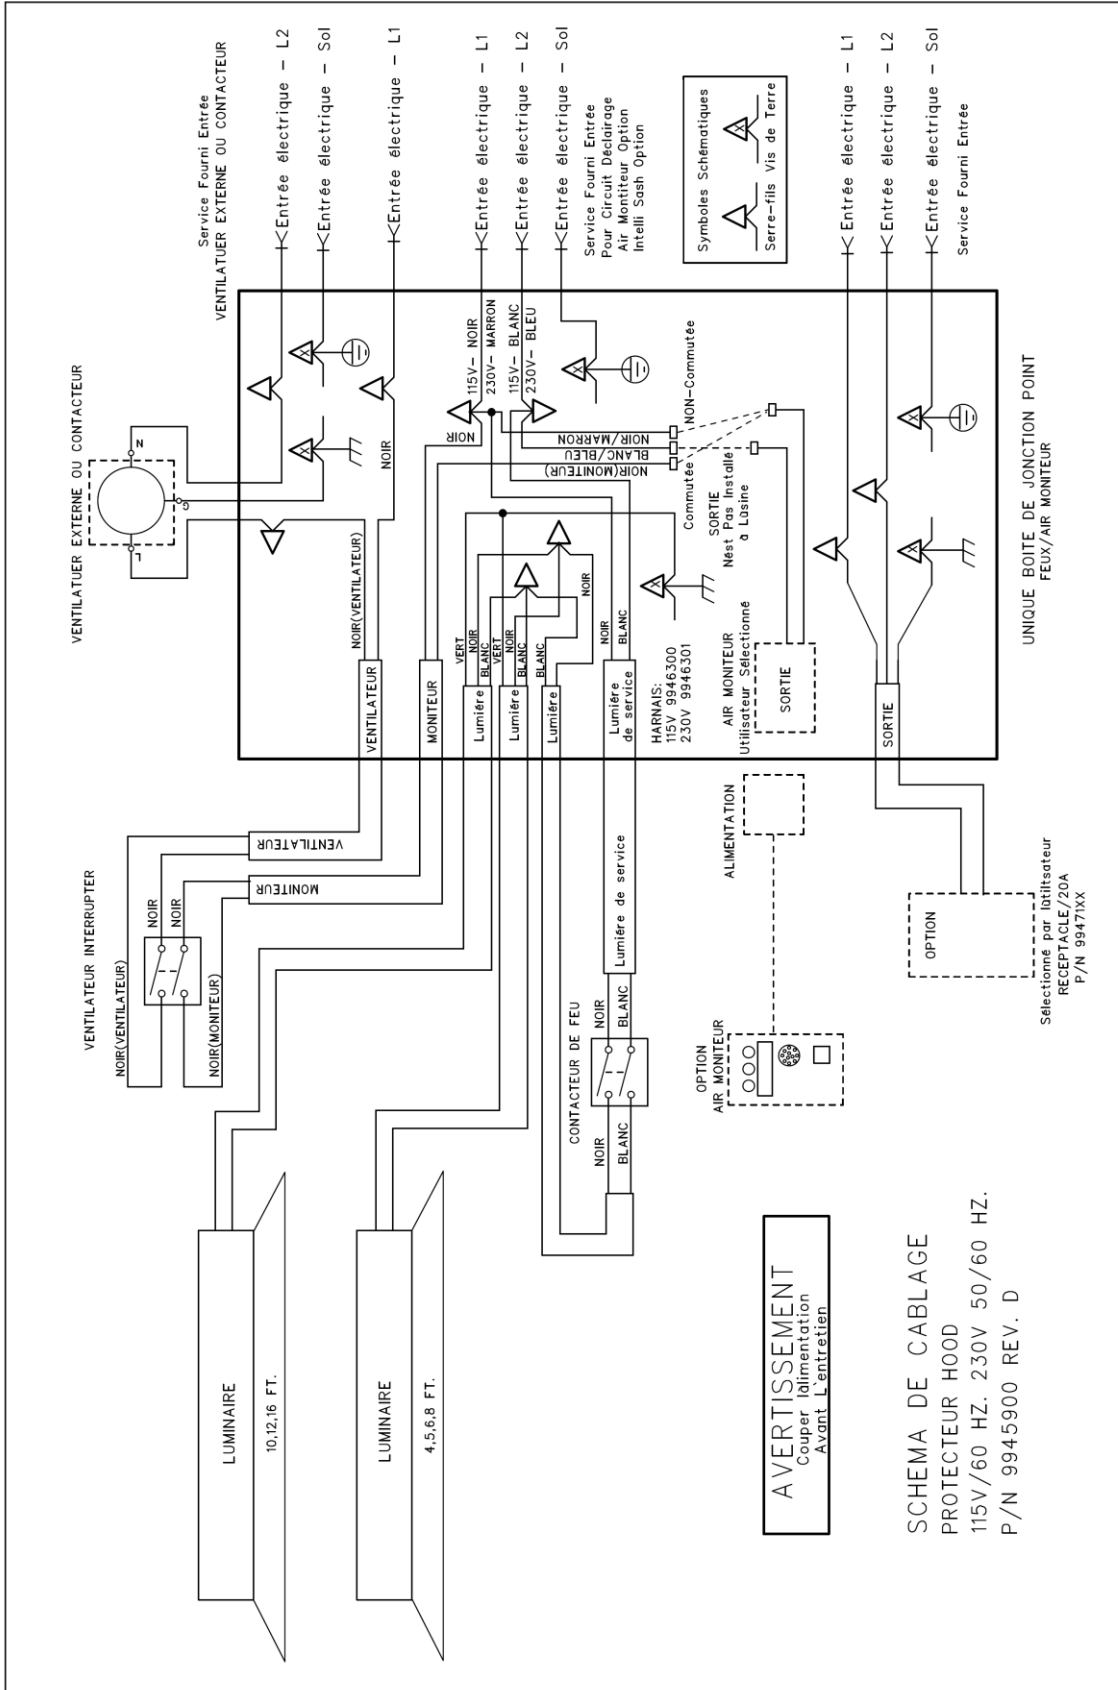 VENTILATUER EXTERNE OU CONTACTEUR
N
G
L
Service Fourni Entrée
VENTILATUER EXTERNE OU CONTACTEUR
Entrée électrique - L2
Entrée électrique - Sol
Entrée électrique - L1
Entrée électrique - L1
Entrée électrique - L2
Entrée électrique - Sol
Service Fourni Entrée
Pour Circuit Déclairage
Air Montiteur Option
Intelli Sash Option
Symboles Schématiques
X
Serre-fils
Vis de Terre
Entrée électrique - L1
Entrée électrique - L2
Entrée électrique - Sol
Service Fourni Entrée
X
X
NOIR
NOIR(VENTILATEUR)
VENTILATEUR
115V- NOIR
230V- MARRON
115V- BLANC
230V- BLEU
X
NOIR
NOIR/MARRON
BLANC/BLEU
NOIR(MONITEUR)
NON-Commutée
Commutée
SORTIE
Nést Pas Installé
à Lúsine
MONITEUR
VERT
NOIR
BLANC
VERT
NOIR
BLANC
BLANC
NOIR
Lumiére
Lumiére
Lumiére
NOIR
BLANC
Lumiére
de service
X
HARNAIS:
115V 9946300
230V 9946301
AIR MONITEUR
Utilisateur Sélectionné
SORTIE
X
X
SORTIE
UNIQUE BOITE DE JONCTION POINT
FEUX/AIR MONITEUR
VENTILATEUR INTERRUPTER
NOIR(VENTILATEUR)
NOIR
NOIR
NOIR(MONITEUR)
VENTILATEUR
MONITEUR
Lumiére de service
CONTACTEUR DE FEU
NOIR
BLANC
NOIR
BLANC
ALIMENTATION
OPTION
AIR MONITEUR
OPTION
Sélectionné par lútiltsateur
RECEPTACLE/20A
P/N 99471XX
LUMINAIRE
10,12,16 FT.
LUMINAIRE
4,5,6,8 FT.
AVERTISSEMENT
Couper lálimentation
Avant L'entretien
SCHEMA DE CABLAGE
PROTECTEUR HOOD
115V/60 HZ. 230V 50/60 HZ.
P/N 9945900 REV. D